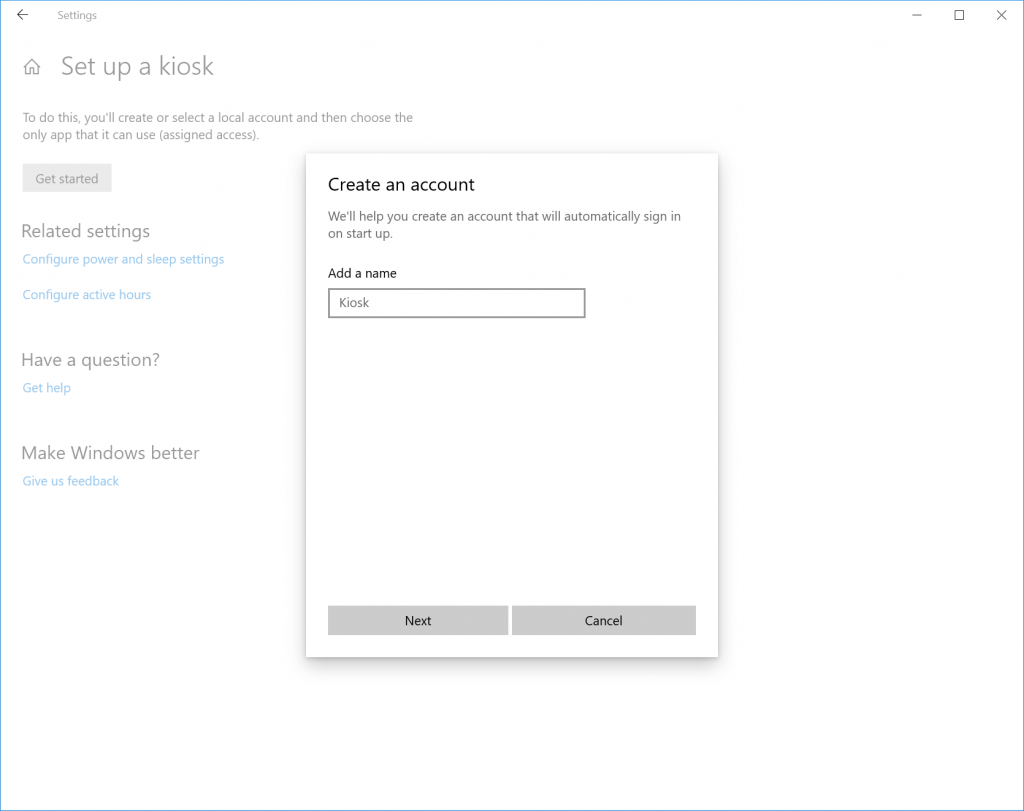 Settings
Set up a kiosk
To do this, you'll create or select a local account and then choose the
only app that it can use (assigned access).
Get started
Related settings
Configure power and sleep settings
Configure active hours
Have a question?
Get help
Make Windows better
Give us feedback
Create an account
We'll help you create an account that will automatically sign in
on start up.
Add a name
Kiosk
Next
Cancel